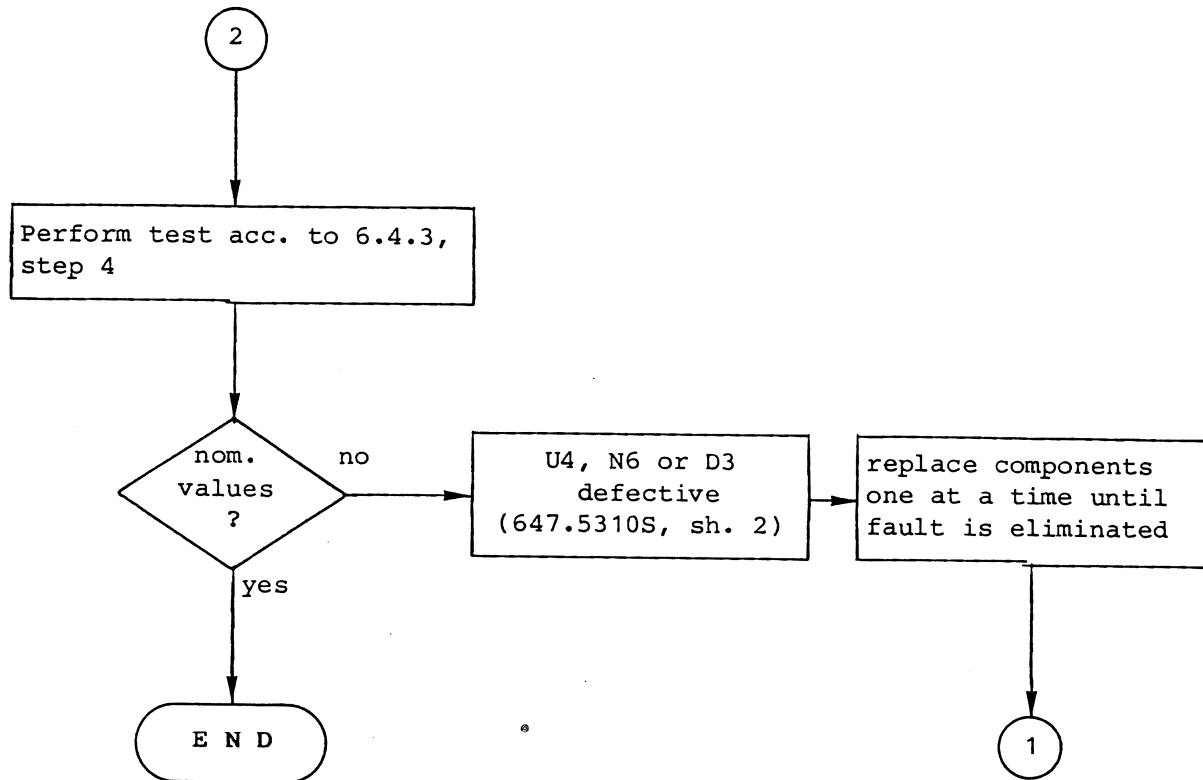 2
Perform test acc. to 6.4.3,
step 4
nom.
values
?
no
yes
U4, N6 or D3
defective
(647.5310S, sh. 2)
replace components
one at a time until
fault is eliminated
E N D
1